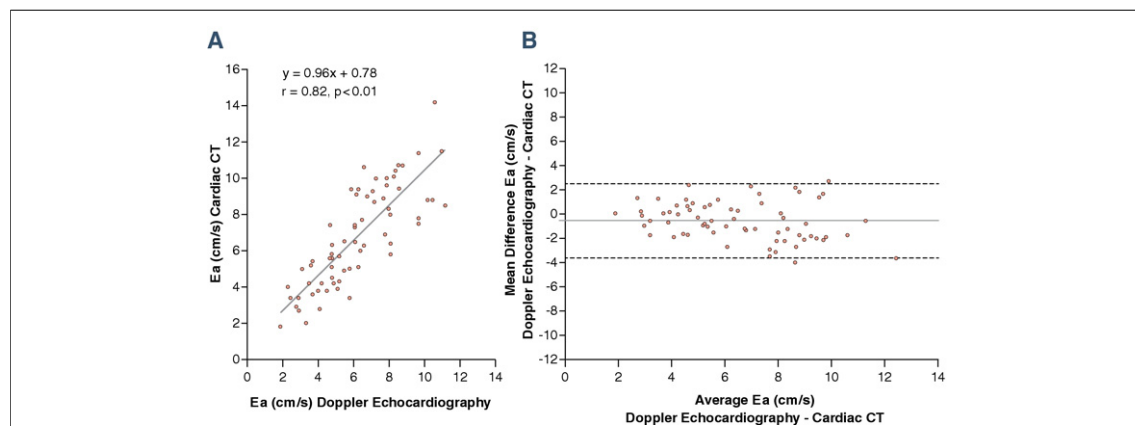 A
16
14
12
10
8
6
4
2
0
y = 0.96x + 0.78
r = 0.82, p<0.01
Ea (cm/s) Cardiac CT
2 4 6 8 10 12 14
Ea (cm/s) Doppler Echocardiography
B
12
10
8
6
4
2
0
-2
-4
-6
-8
-10
-12
Mean Difference Ea (cm/s)
Doppler Echocardiography - Cardiac CT
0 2 4 6 8 10 12 14
Average Ea (cm/s)
Doppler Echocardiography - Cardiac CT